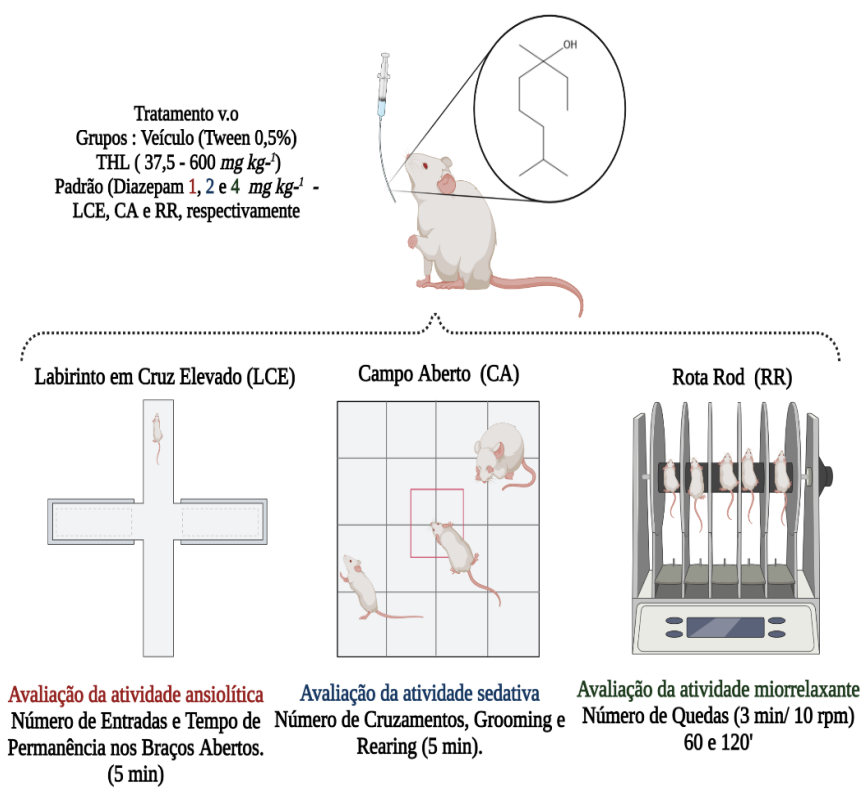 OH
Tratamento v.o
Grupos : Veículo (Tween 0,5%)
THL ( 37,5 - 600 mg kg-¹)
Padrão (Diazepam 1, 2 e 4 mg kg-¹ -
LCE, CA e RR, respectivamente
Labirinto em Cruz Elevado (LCE)
Campo Aberto (CA)
Rota Rod (RR)
Avaliação da atividade ansiolítica
Número de Entradas e Tempo de
Permanência nos Braços Abertos.
(5 min)
Avaliação da atividade sedativa
Número de Cruzamentos, Grooming e
Rearing (5 min).
Avaliação da atividade miorrelaxante
Número de Quedas (3 min/ 10 rpm)
60 e 120'